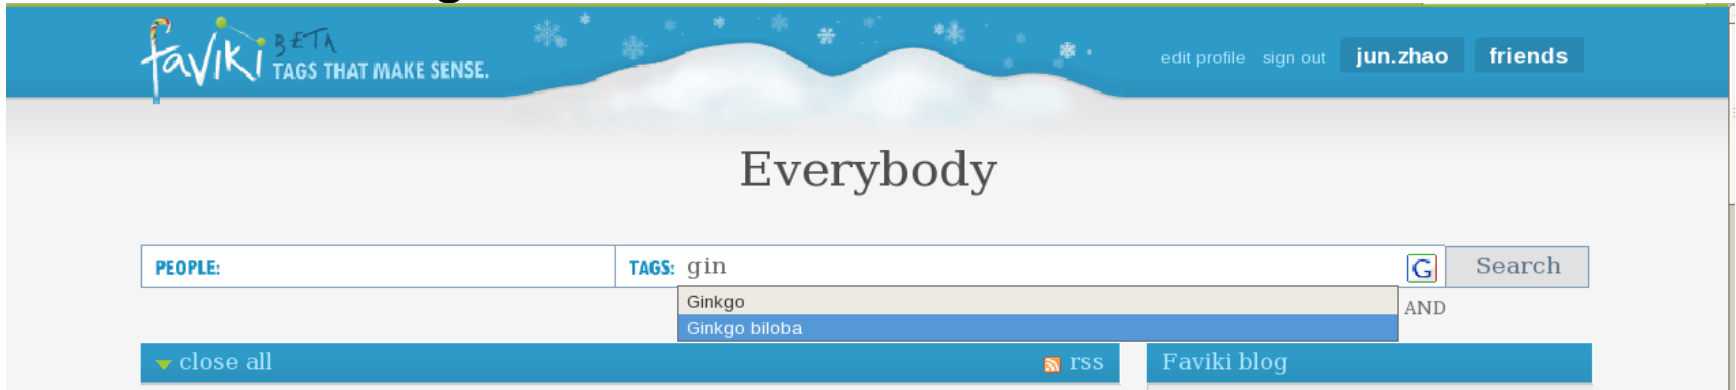 faviki BETA
TAGS THAT MAKE SENSE.
edit profile sign out jun.zhao friends
Everybody
PEOPLE: TAGS: gin G Search
Ginkgo
AND
Ginkgo biloba
close all rss Faviki blog